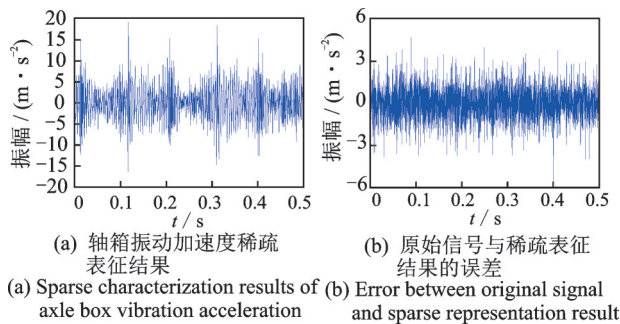 20
15
10
5
0
−5
−10
−15
−20
振幅 / (m·s⁻²)
0 0.1 0.2 0.3 0.4 0.5
t / s
(a) 轴箱振动加速度稀疏
表征结果
(a) Sparse characterization results of
axle box vibration acceleration
6
3
0
−3
−6
振幅 / (m·s⁻²)
0 0.1 0.2 0.3 0.4 0.5
t / s
(b) 原始信号与稀疏表征
结果的误差
(b) Error between original signal
and sparse representation result